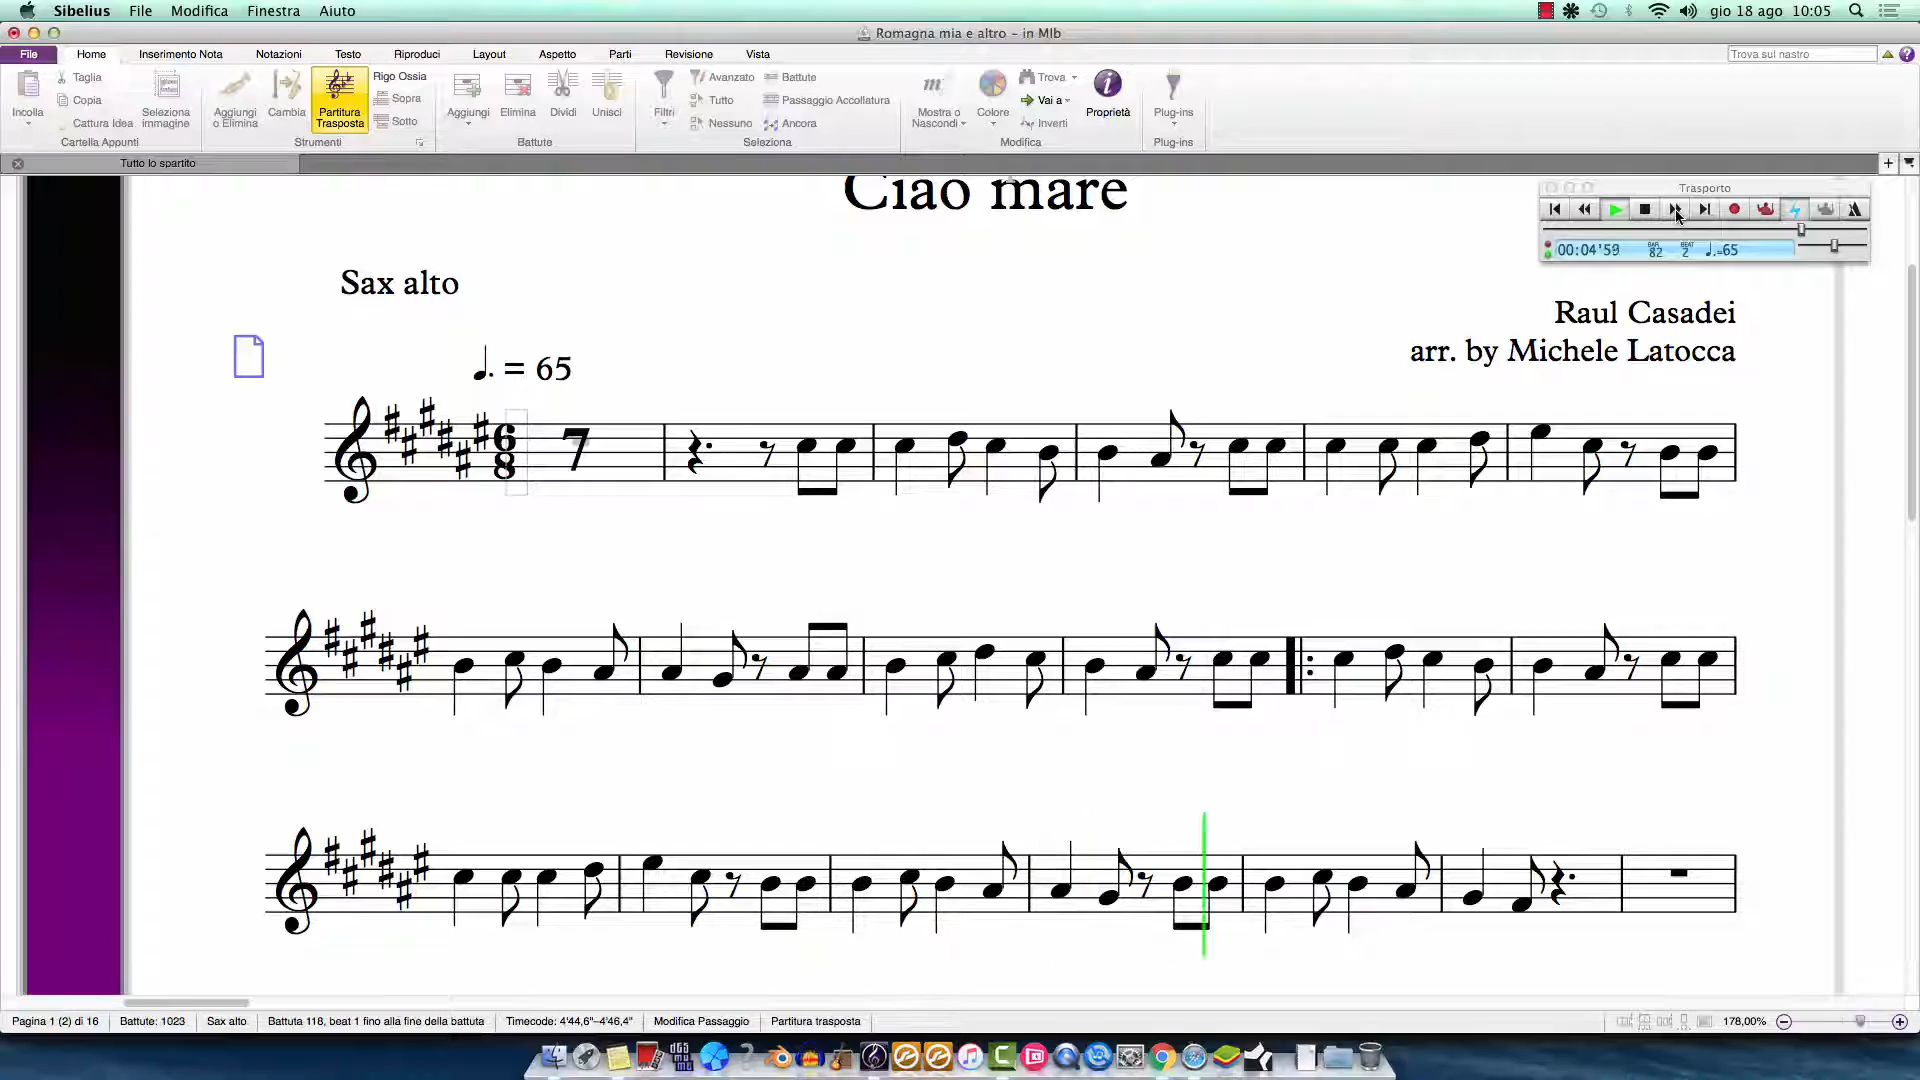 Sibelius File Modifica Finestra Aiuto gio 18 ago 10:05
Romagna mia e altro – in MIb
File Home Inserimento Nota Notazioni Testo Riproduci Layout Aspetto Parti Revisione Vista Trova sul nastro
Taglia Rigo Ossia Avanzato Battute Trova
Copia Sopra Tutto Passaggio Accollatura Vai a
Cattura Idea Sotto Nessuno Ancora Inverti
Incolla Seleziona immagine Aggiungi o Elimina Cambia Partitura Trasposta Aggiungi Elimina Dividi Unisci Filtri Mostra o Nascondi Colore Proprietà Plug-ins
Cartella Appunti Strumenti Battute Seleziona Modifica Plug-ins
Tutto lo spartito
Ciao mare
Trasporto
00:04'59 BAR 82 BEAT 2 =65
Sax alto
Raul Casadei
arr. by Michele Latocca
= 65
6
8
7
Pagina 1 (2) di 16 Battute: 1023 Sax alto Battuta 118, beat 1 fino alla fine della battuta Timecode: 4'44,6"–4'46,4" Modifica Passaggio Partitura trasposta 178,00%